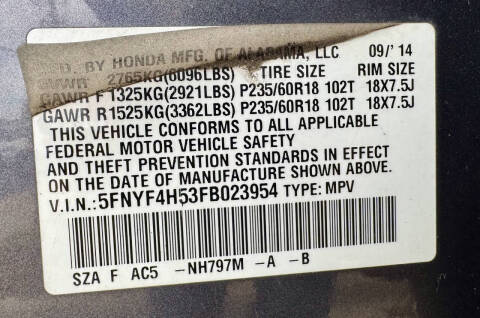 MFD. BY HONDA MFG. OF ALABAMA, LLC 09/'14
GVWR 2765KG(6096LBS) TIRE SIZE RIM SIZE
GAWR F 1325KG(2921LBS) P235/60R18 102T 18X7.5J
GAWR R 1525KG(3362LBS) P235/60R18 102T 18X7.5J
THIS VEHICLE CONFORMS TO ALL APPLICABLE
FEDERAL MOTOR VEHICLE SAFETY
AND THEFT PREVENTION STANDARDS IN EFFECT
ON THE DATE OF MANUFACTURE SHOWN ABOVE.
V.I.N.: 5FNYF4H53FB023954 TYPE: MPV
SZA F AC5 -NH797M -A -B